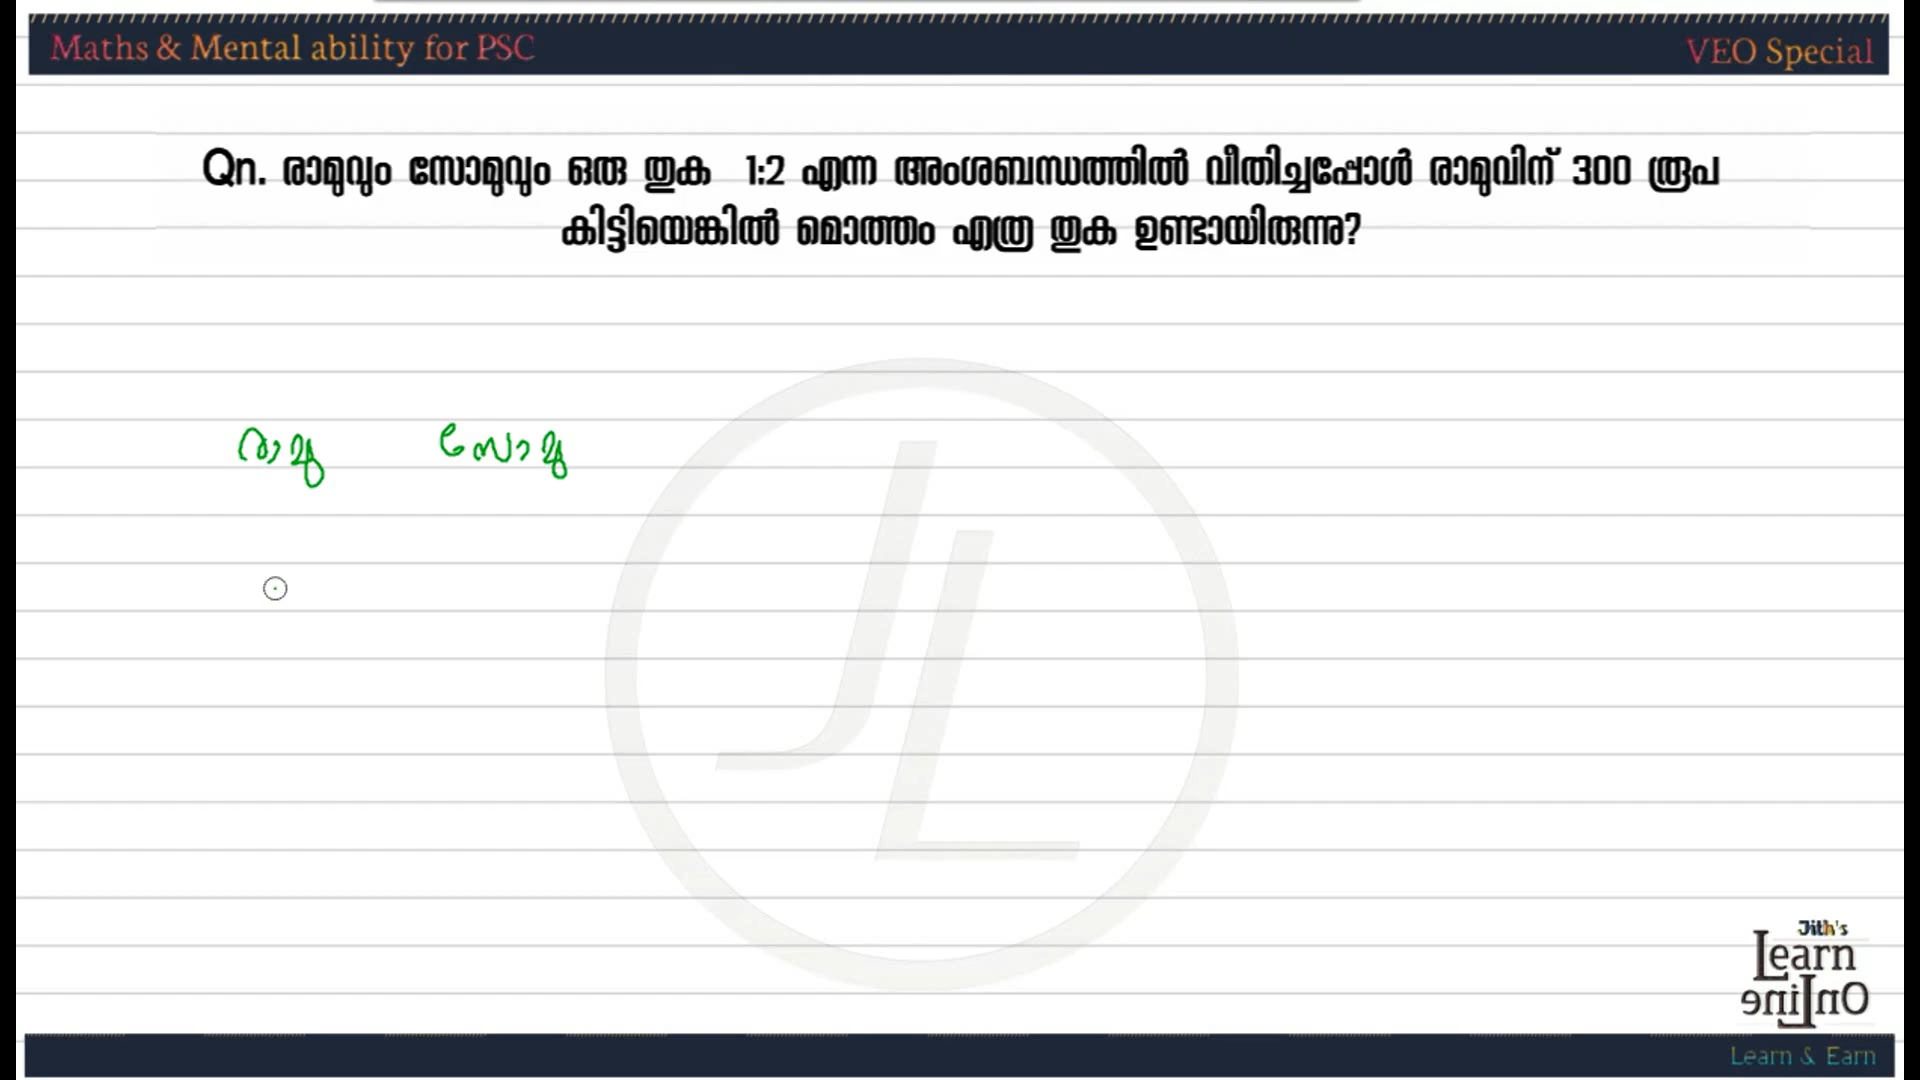 Maths & Mental ability for PSC
VEO Special
Qn. രാമുവും സോമുവും ഒരു തുക 1:2 എന്ന അംശബന്ധത്തിൽ വീതിച്ചപ്പോൾ രാമുവിന് 300 രൂപ
കിട്ടിയെങ്കിൽ മൊത്തം എത്ര തുക ഉണ്ടായിരുന്നു?
രാമു സോമു
JL
Jith's
Learn
OnLine
Learn & Earn